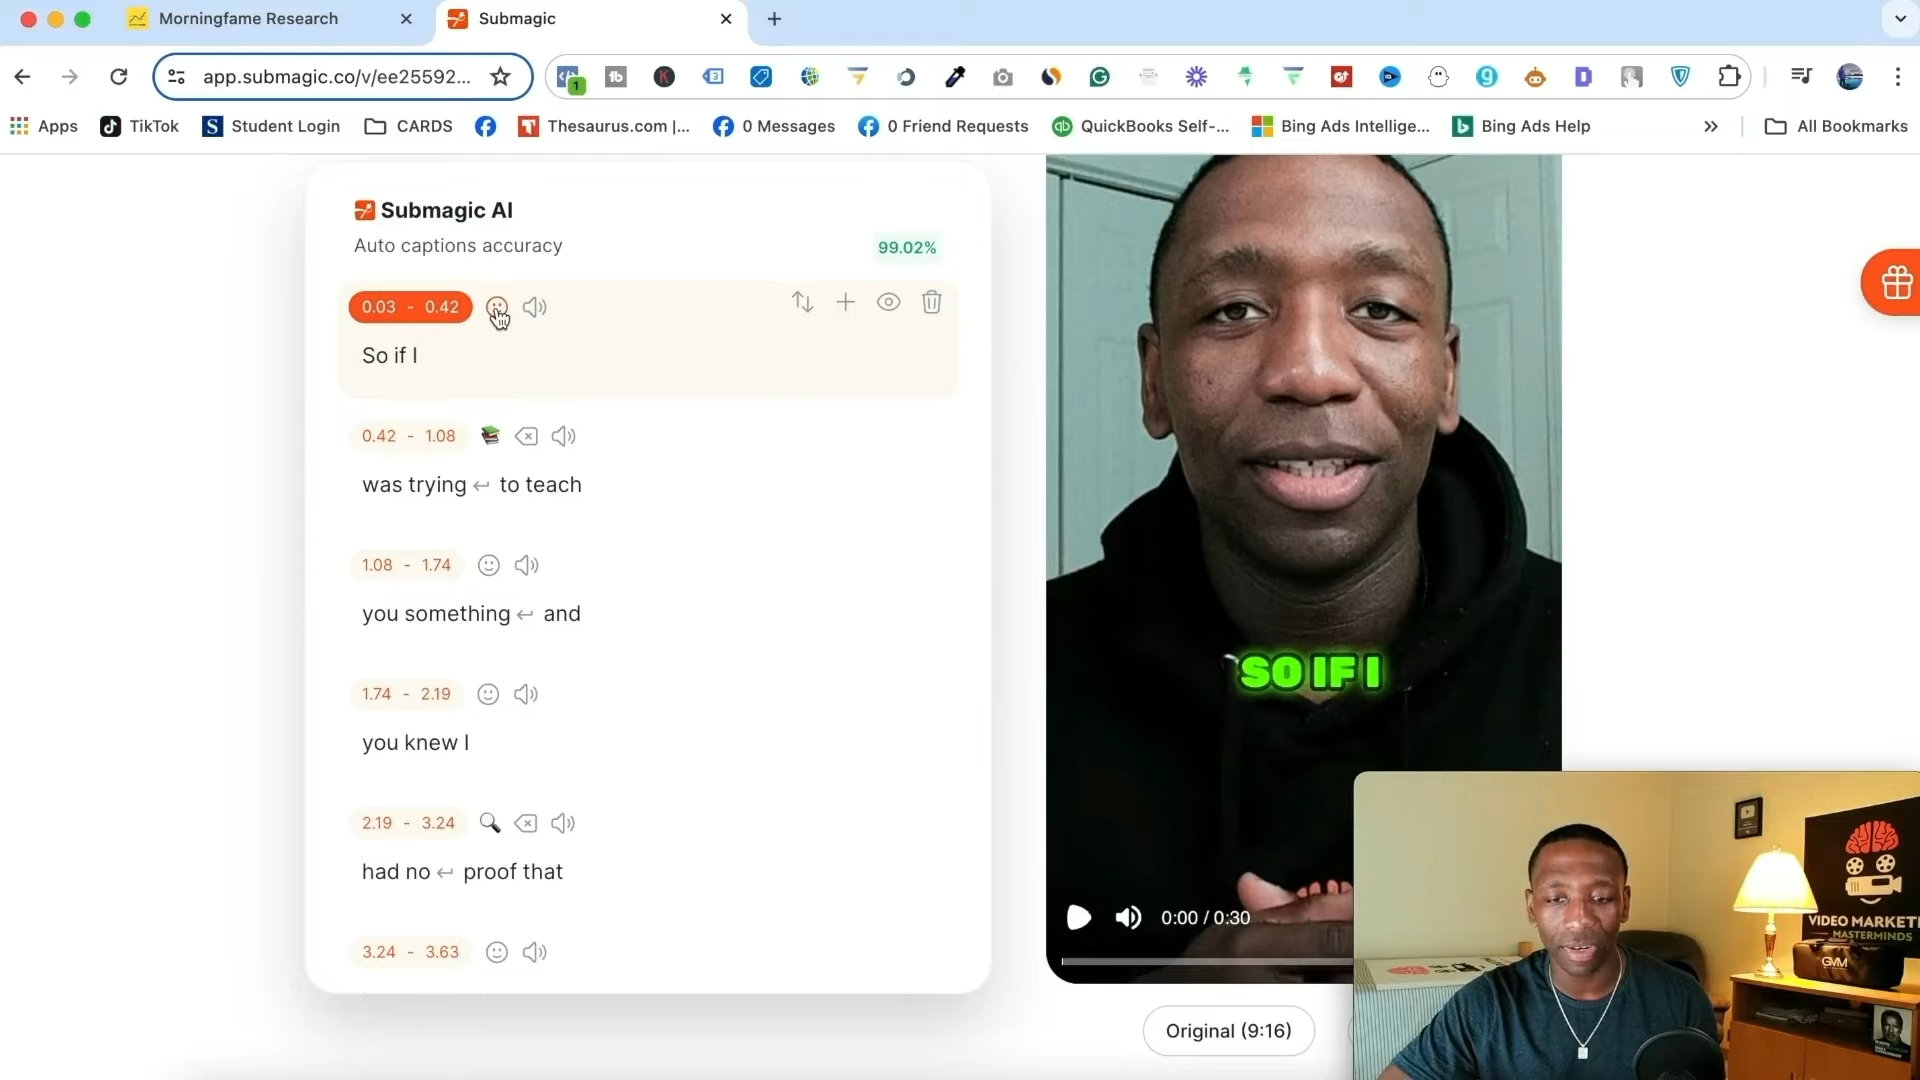 Morningfame Research
Submagic
app.submagic.co/v/ee25592...
1
Apps
TikTok
Student Login
CARDS
Thesaurus.com |...
0 Messages
0 Friend Requests
QuickBooks Self-...
Bing Ads Intellige...
Bing Ads Help
All Bookmarks
Submagic AI
Auto captions accuracy
99.02%
0.03 - 0.42
So if I
0.42 - 1.08
was trying ↵ to teach
1.08 - 1.74
you something ↵ and
1.74 - 2.19
you knew I
2.19 - 3.24
had no ↵ proof that
3.24 - 3.63
SO IF I
0:00 / 0:30
Original (9:16)
VIDEO MARKETI
MASTERMINDS
GVM